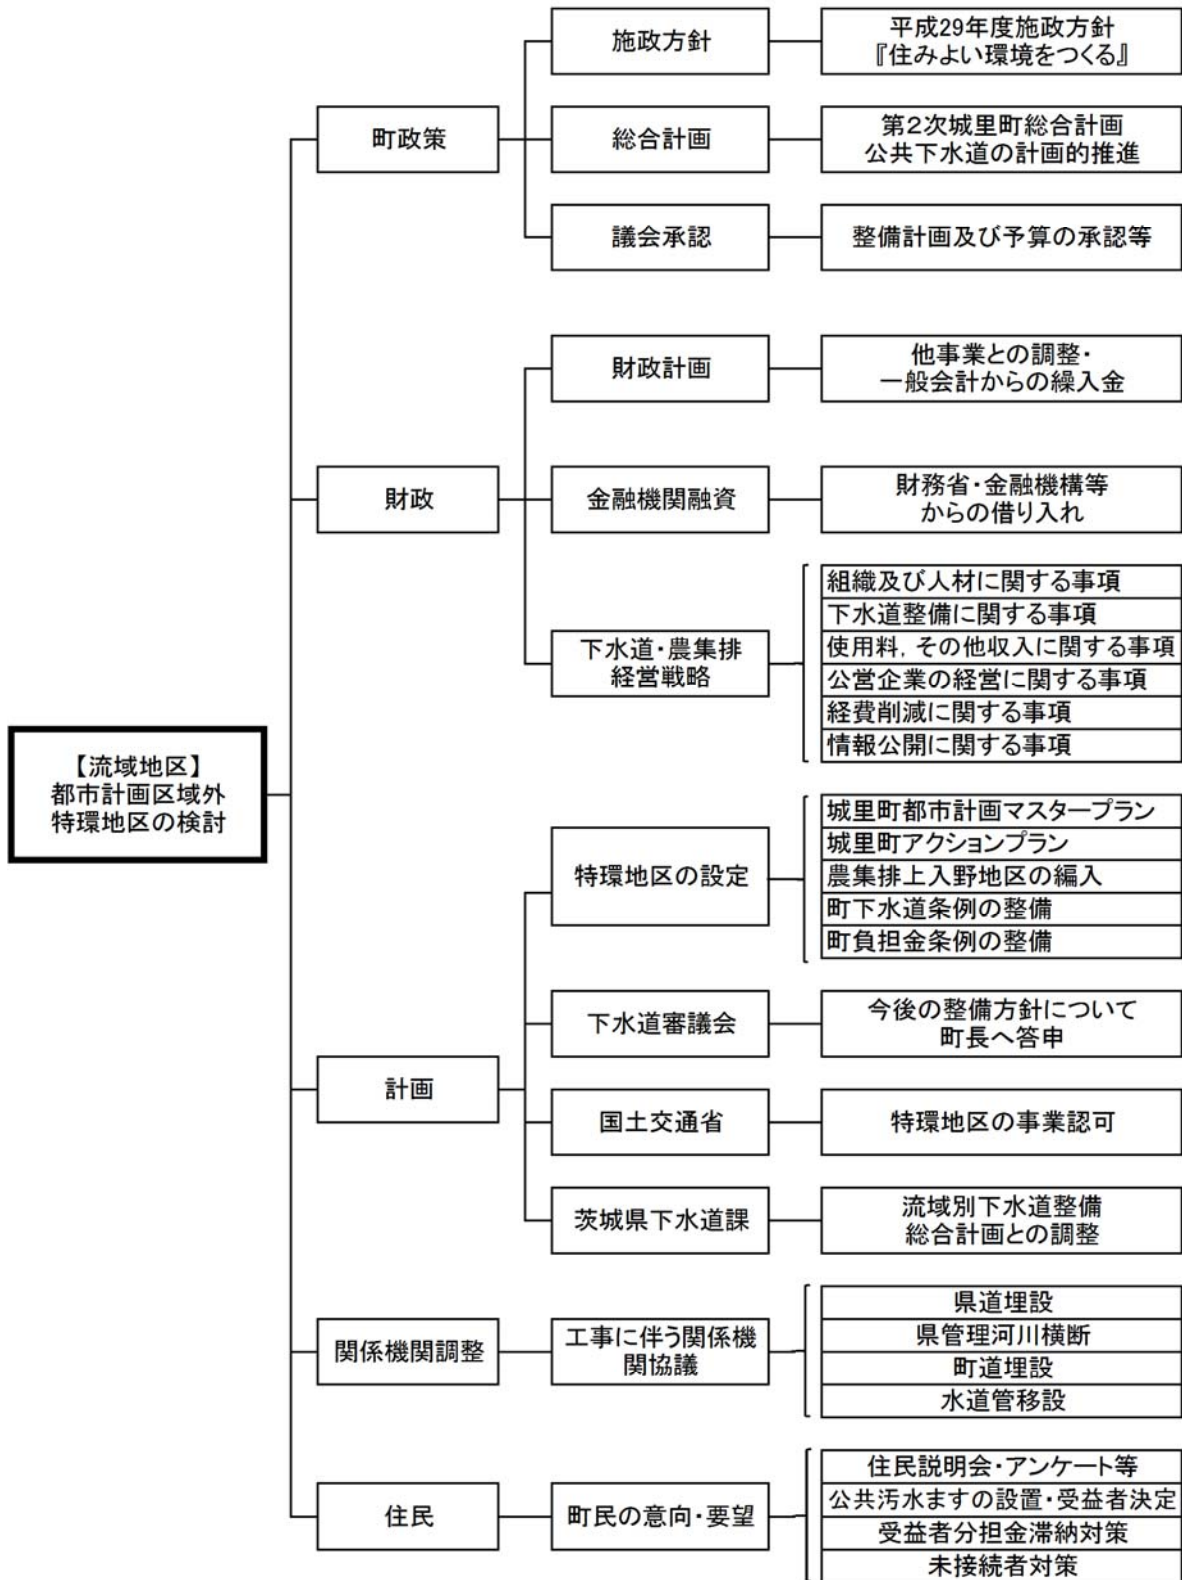 【流域地区】
都市計画区域外
特環地区の検討
町政策
施政方針
平成29年度施政方針
『住みよい環境をつくる』
総合計画
第2次城里町総合計画
公共下水道の計画的推進
議会承認
整備計画及び予算の承認等
財政
財政計画
他事業との調整・
一般会計からの繰入金
金融機関融資
財務省・金融機構等
からの借り入れ
下水道・農集排
経営戦略
組織及び人材に関する事項
下水道整備に関する事項
使用料，その他収入に関する事項
公営企業の経営に関する事項
経費削減に関する事項
情報公開に関する事項
計画
特環地区の設定
城里町都市計画マスタープラン
城里町アクションプラン
農集排上入野地区の編入
町下水道条例の整備
町負担金条例の整備
下水道審議会
今後の整備方針について
町長へ答申
国土交通省
特環地区の事業認可
茨城県下水道課
流域別下水道整備
総合計画との調整
関係機関調整
工事に伴う関係機
関協議
県道埋設
県管理河川横断
町道埋設
水道管移設
住民
町民の意向・要望
住民説明会・アンケート等
公共汚水ますの設置・受益者決定
受益者分担金滞納対策
未接続者対策